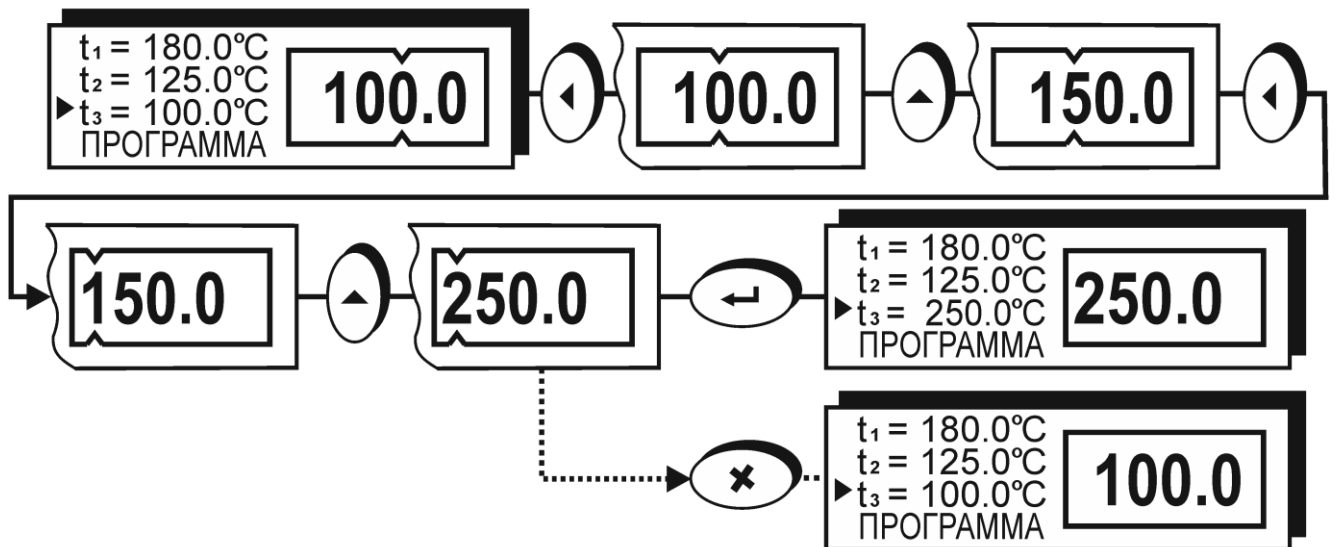 t₁ = 180.0°C
t₂ = 125.0°C
t₃ = 100.0°C
ПРОГРАММА
100.0
100.0
150.0
150.0
250.0
t₁ = 180.0°C
t₂ = 125.0°C
t₃ = 250.0°C
ПРОГРАММА
250.0
t₁ = 180.0°C
t₂ = 125.0°C
t₃ = 100.0°C
ПРОГРАММА
100.0